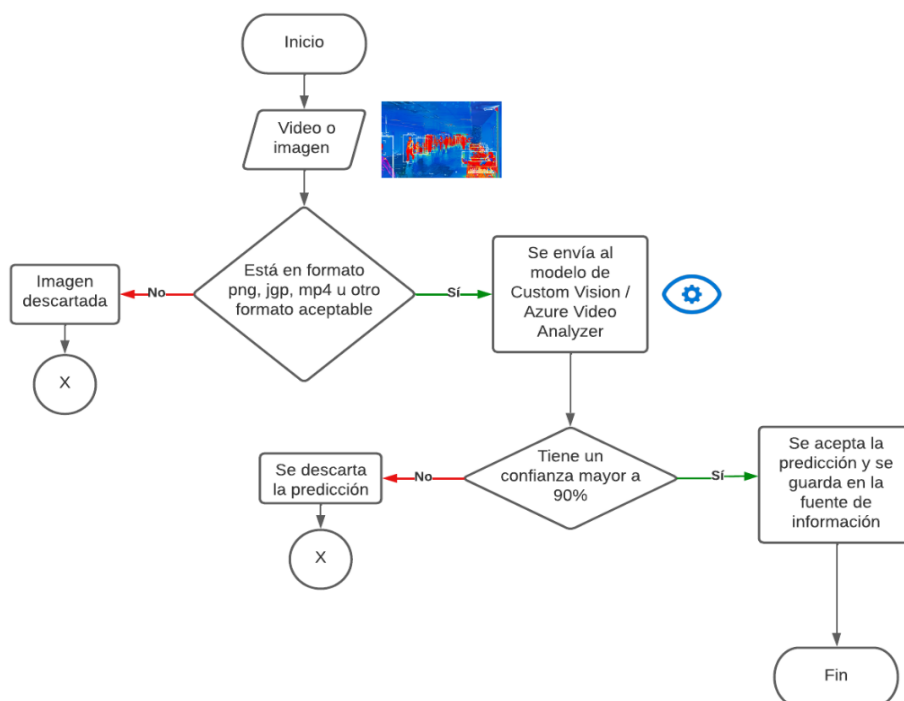 Inicio
Video o
imagen
Está en formato
png, jgp, mp4 u otro
formato aceptable
No
Sí
Imagen
descartada
X
Se envía al
modelo de
Custom Vision /
Azure Video
Analyzer
Tiene un
confianza mayor a
90%
No
Sí
Se descarta
la predicción
X
Se acepta la
predicción y se
guarda en la
fuente de
información
Fin